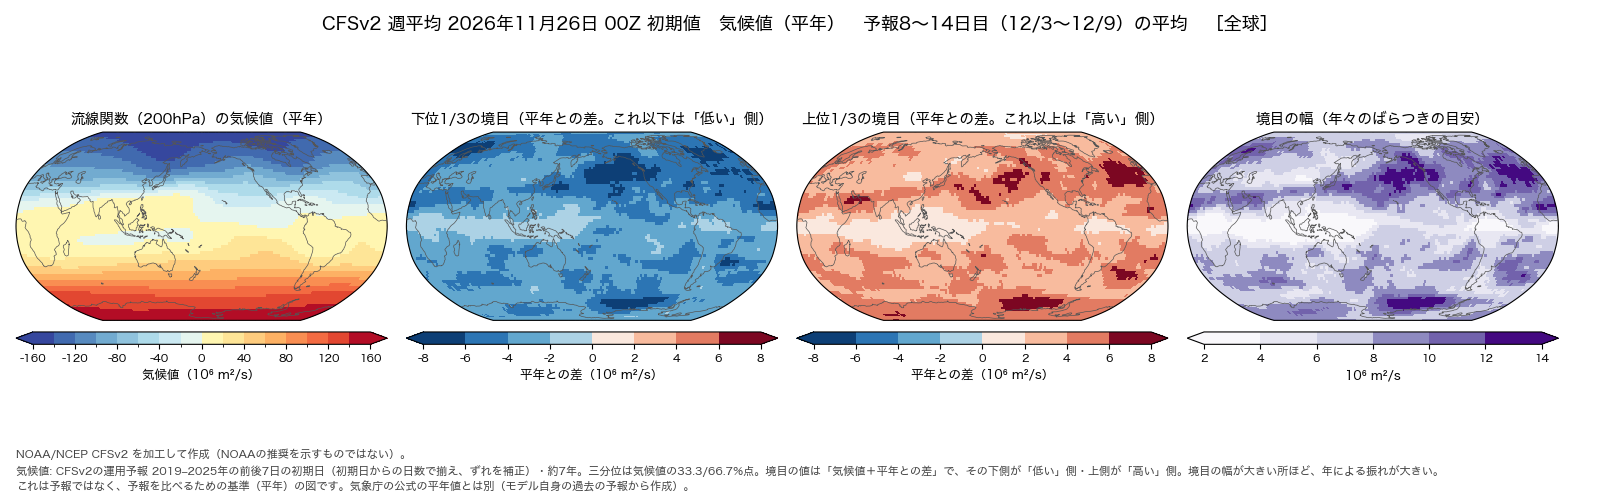 CFSv2 週平均 2026年11月26日 00Z 初期値　気候値（平年）　予報8〜14日目（12/3〜12/9）の平均　［全球］
流線関数（200hPa）の気候値（平年）
下位1/3の境目（平年との差。これ以下は「低い」側）
上位1/3の境目（平年との差。これ以上は「高い」側）
境目の幅（年々のばらつきの目安）
-160 -120 -80 -40 0 40 80 120 160
-8 -6 -4 -2 0 2 4 6 8
-8 -6 -4 -2 0 2 4 6 8
2 4 6 8 10 12 14
気候値（10⁶ m²/s）
平年との差（10⁶ m²/s）
平年との差（10⁶ m²/s）
10⁶ m²/s
NOAA/NCEP CFSv2 を加工して作成（NOAAの推奨を示すものではない）。
気候値: CFSv2の運用予報 2019–2025年の前後7日の初期日（初期日からの日数で揃え、ずれを補正）・約7年。三分位は気候値の33.3/66.7%点。境目の値は「気候値＋平年との差」で、その下側が「低い」側・上側が「高い」側。境目の幅が大きい所ほど、年による振れが大きい。
これは予報ではなく、予報を比べるための基準（平年）の図です。気象庁の公式の平年値とは別（モデル自身の過去の予報から作成）。